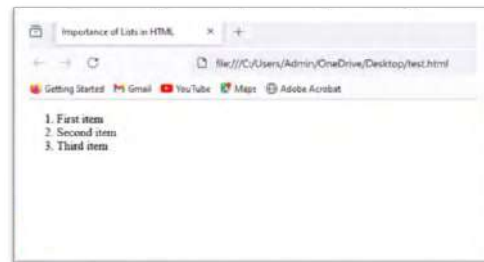 Importance of Lists in HTML
file:///C:/Users/Admin/OneDrive/Desktop/test.html
Getting Started Gmail YouTube Maps Adobe Acrobat
1. First item
2. Second item
3. Third item